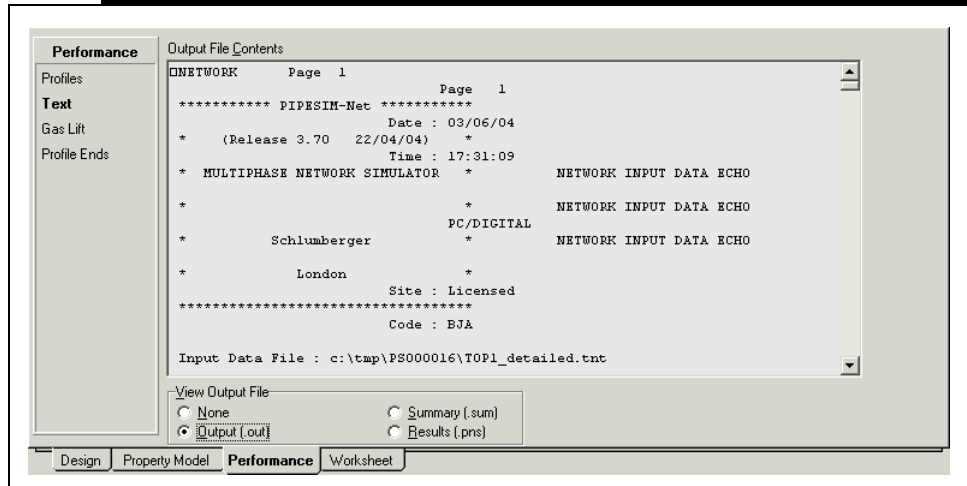 Performance
Profiles
Text
Gas Lift
Profile Ends
Output File Contents
□NETWORK Page 1
Page 1
*********** PIPESIM-Net ***********
Date : 03/06/04
* (Release 3.70 22/04/04) *
Time : 17:31:09
* MULTIPHASE NETWORK SIMULATOR * NETWORK INPUT DATA ECHO
* * NETWORK INPUT DATA ECHO
PC/DIGITAL
* Schlumberger * NETWORK INPUT DATA ECHO
* London *
Site : Licensed
***********************************
Code : BJA
Input Data File : c:\tmp\PS000016\TOP1_detailed.tnt
View Output File
None
Summary (.sum)
Output (.out)
Results (.pns)
Design Property Model Performance Worksheet